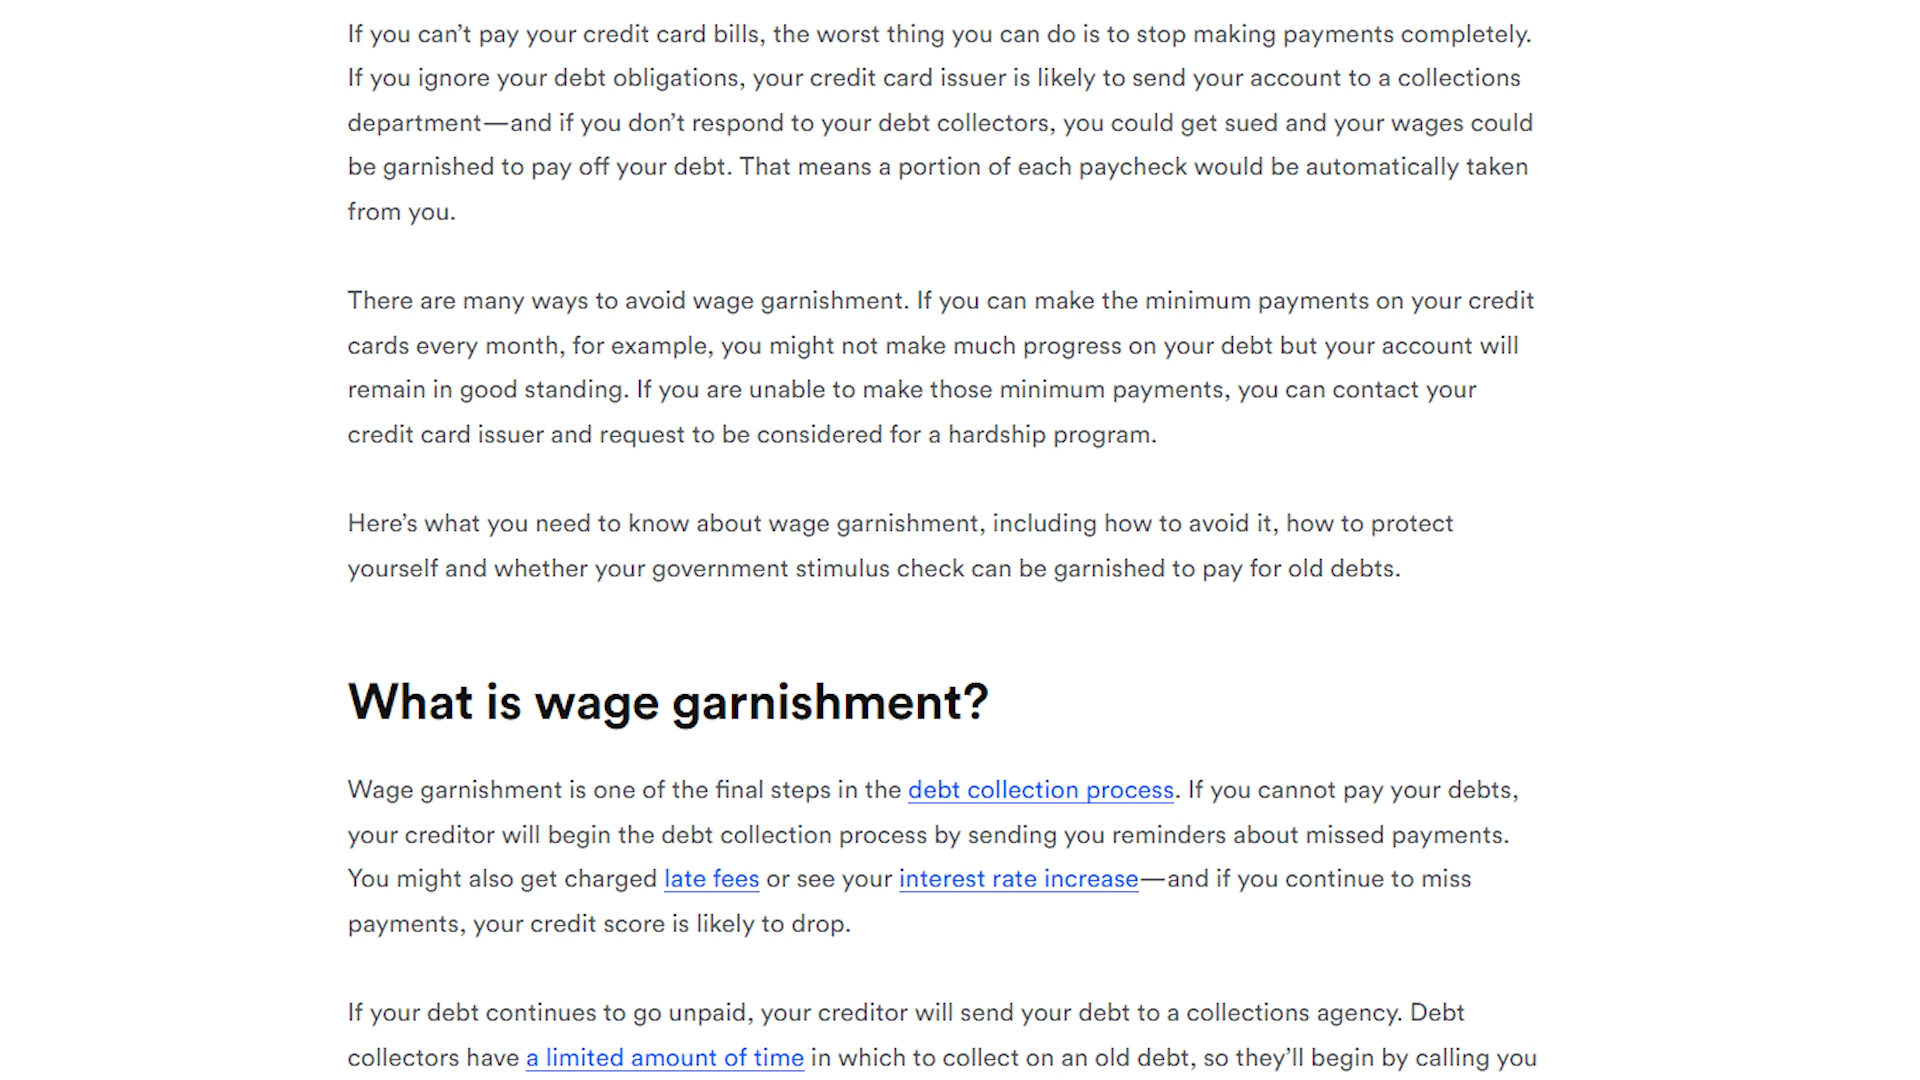 If you can’t pay your credit card bills, the worst thing you can do is to stop making payments completely.
If you ignore your debt obligations, your credit card issuer is likely to send your account to a collections
department—and if you don’t respond to your debt collectors, you could get sued and your wages could
be garnished to pay off your debt. That means a portion of each paycheck would be automatically taken
from you.
There are many ways to avoid wage garnishment. If you can make the minimum payments on your credit
cards every month, for example, you might not make much progress on your debt but your account will
remain in good standing. If you are unable to make those minimum payments, you can contact your
credit card issuer and request to be considered for a hardship program.
Here’s what you need to know about wage garnishment, including how to avoid it, how to protect
yourself and whether your government stimulus check can be garnished to pay for old debts.
What is wage garnishment?
Wage garnishment is one of the final steps in the debt collection process. If you cannot pay your debts,
your creditor will begin the debt collection process by sending you reminders about missed payments.
You might also get charged late fees or see your interest rate increase—and if you continue to miss
payments, your credit score is likely to drop.
If your debt continues to go unpaid, your creditor will send your debt to a collections agency. Debt
collectors have a limited amount of time in which to collect on an old debt, so they’ll begin by calling you